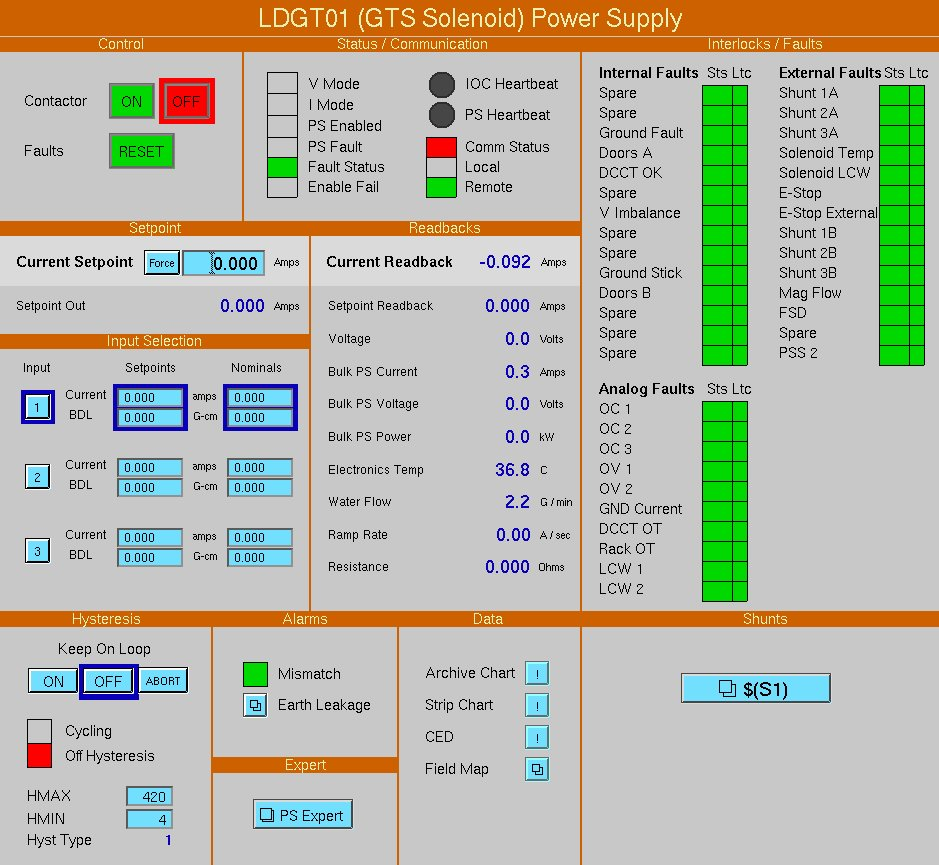 LDGT01 (GTS Solenoid) Power Supply
Control
Contactor ON OFF
Faults RESET
Status / Communication
V Mode
I Mode
PS Enabled
PS Fault
Fault Status
Enable Fail
IOC Heartbeat
PS Heartbeat
Comm Status
Local
Remote
Interlocks / Faults
Internal Faults Sts Ltc
Spare
Spare
Ground Fault
Doors A
DCCT OK
Spare
V Imbalance
Spare
Spare
Ground Stick
Doors B
Spare
Spare
Spare
External Faults Sts Ltc
Shunt 1A
Shunt 2A
Shunt 3A
Solenoid Temp
Solenoid LCW
E-Stop
E-Stop External
Shunt 1B
Shunt 2B
Shunt 3B
Mag Flow
FSD
Spare
PSS 2
Analog Faults Sts Ltc
OC 1
OC 2
OC 3
OV 1
OV 2
GND Current
DCCT OT
Rack OT
LCW 1
LCW 2
Setpoint
Current Setpoint Force 0.000 Amps
Setpoint Out 0.000 Amps
Readbacks
Current Readback -0.092 Amps
Setpoint Readback 0.000 Amps
Voltage 0.0 Volts
Bulk PS Current 0.3 Amps
Bulk PS Voltage 0.0 Volts
Bulk PS Power 0.0 kW
Electronics Temp 36.8 C
Water Flow 2.2 G / min
Ramp Rate 0.00 A / sec
Resistance 0.000 Ohms
Input Selection
Input Setpoints Nominals
1 Current 0.000 amps 0.000
BDL 0.000 G-cm 0.000
2 Current 0.000 amps 0.000
BDL 0.000 G-cm 0.000
3 Current 0.000 amps 0.000
BDL 0.000 G-cm 0.000
Hysteresis
Keep On Loop
ON OFF ABORT
Cycling
Off Hysteresis
HMAX 420
HMIN 4
Hyst Type 1
Alarms
Mismatch
Earth Leakage
Expert
PS Expert
Data
Archive Chart !
Strip Chart !
CED !
Field Map
Shunts
$(S1)